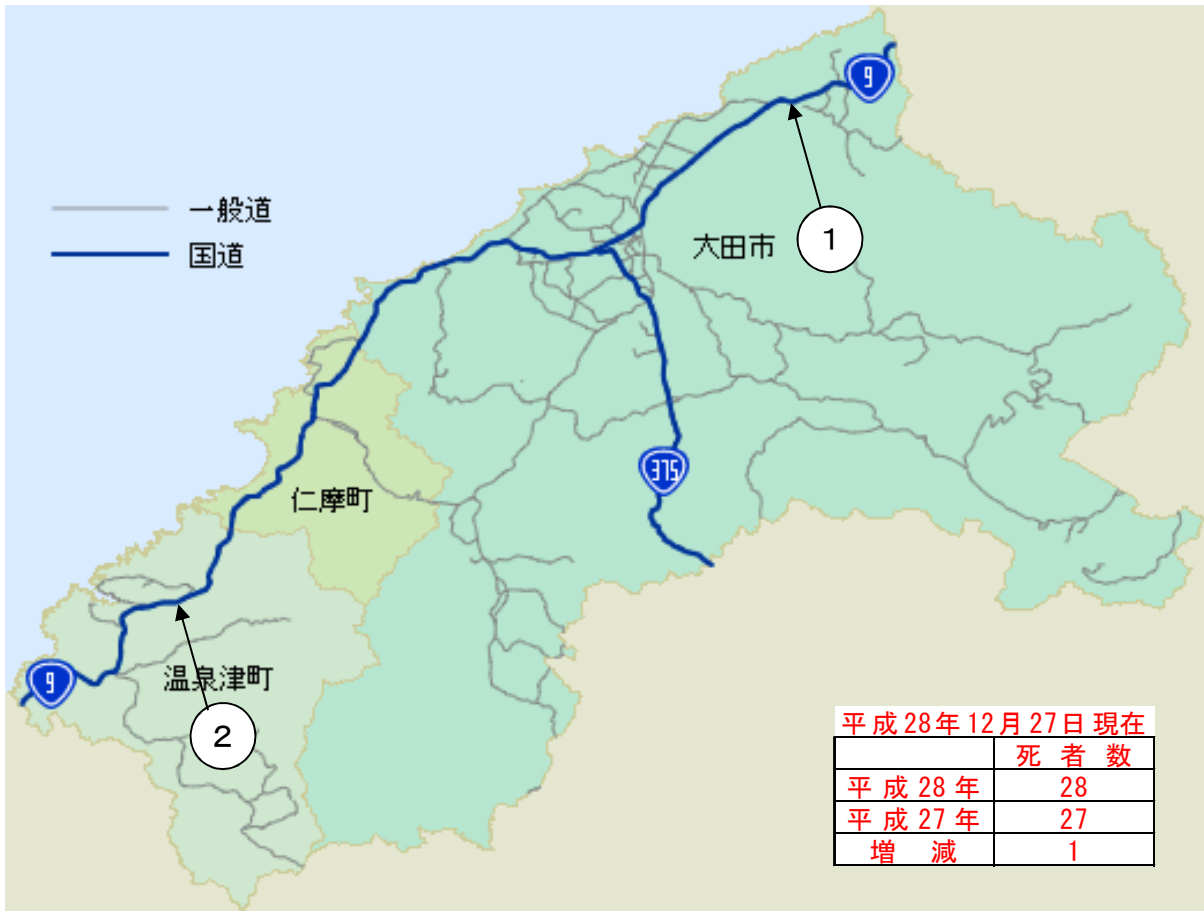 9
一般道
国道
大田市
1
375
仁摩町
9
温泉津町
2
平成28年12月27日 現在
死者数
平成28年 28
平成27年 27
増減 1